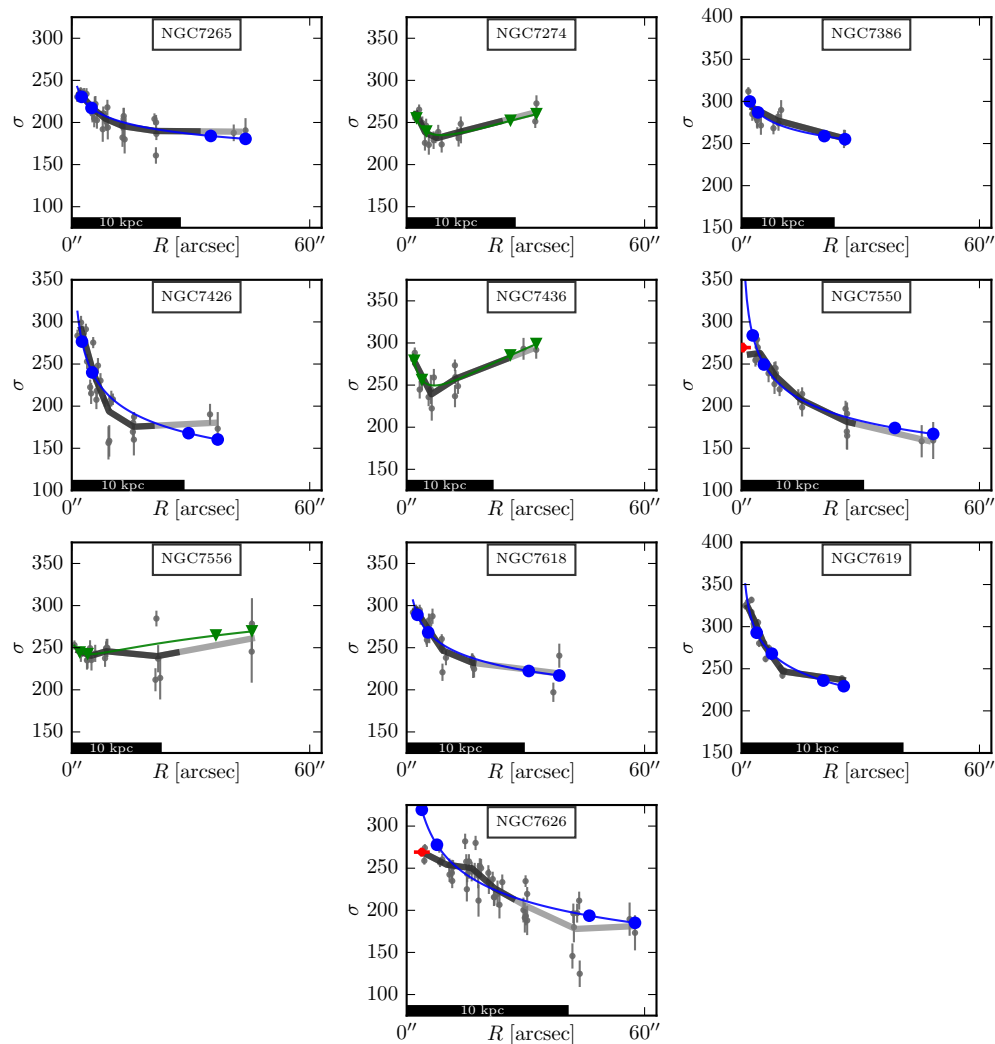 NGC7265 NGC7274 NGC7386
300 300 400
250 250 350
σ 200 σ 200 σ 300
150 150 250
100 100 200
150
10 kpc 10 kpc 10 kpc
0″ R [arcsec] 60″ 0″ R [arcsec] 60″ 0″ R [arcsec] 60″
NGC7426 NGC7436 NGC7550
350 350 350
300 300 300
250 250 250
σ 200 σ 200 σ 200
150 150 150
100 100
10 kpc 10 kpc 10 kpc
0″ R [arcsec] 60″ 0″ R [arcsec] 60″ 0″ R [arcsec] 60″
NGC7556 NGC7618 NGC7619
350 350 400
300 300 350
σ 250 σ 250 σ 300
200 200 250
150 150 200
150
10 kpc 10 kpc 10 kpc
0″ R [arcsec] 60″ 0″ R [arcsec] 60″ 0″ R [arcsec] 60″
NGC7626
300
250
σ 200
150
100
10 kpc
0″ R [arcsec] 60″